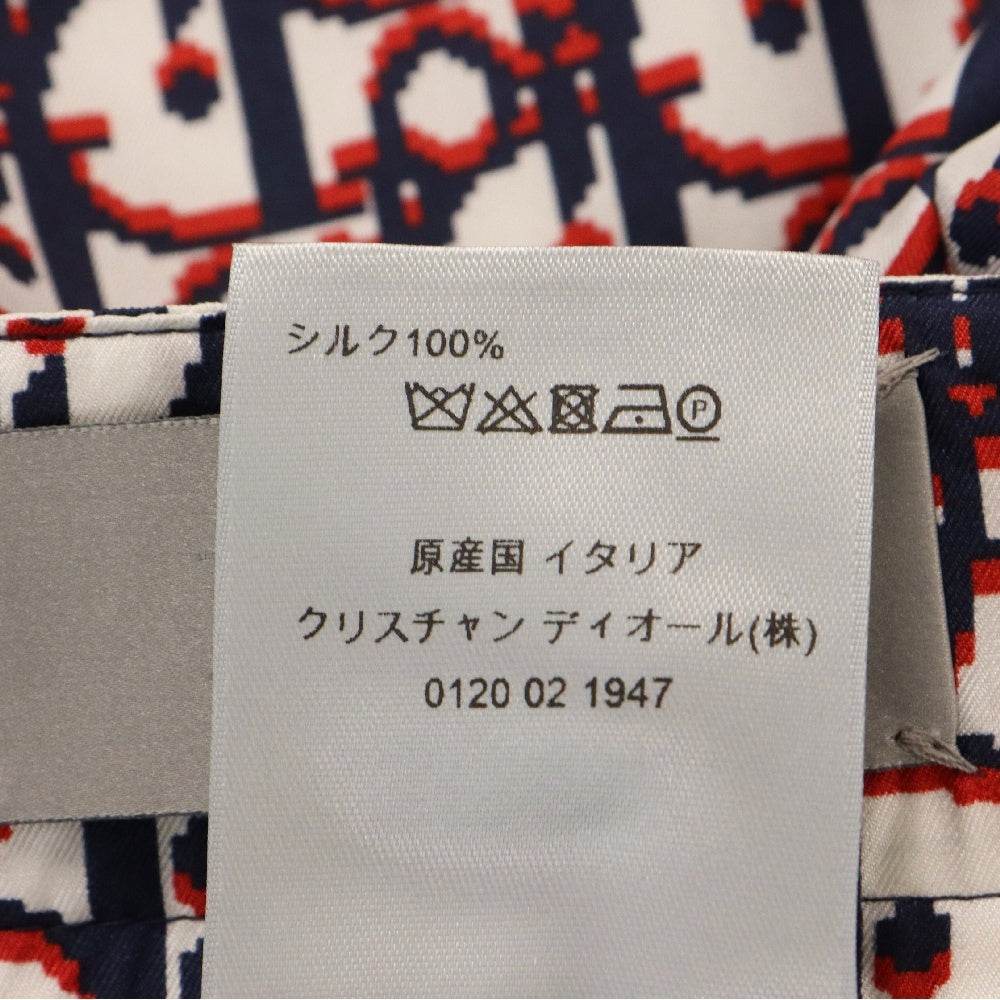 シルク100%
P
原産国 イタリア
クリスチャン ディオール(株)
0120 02 1947